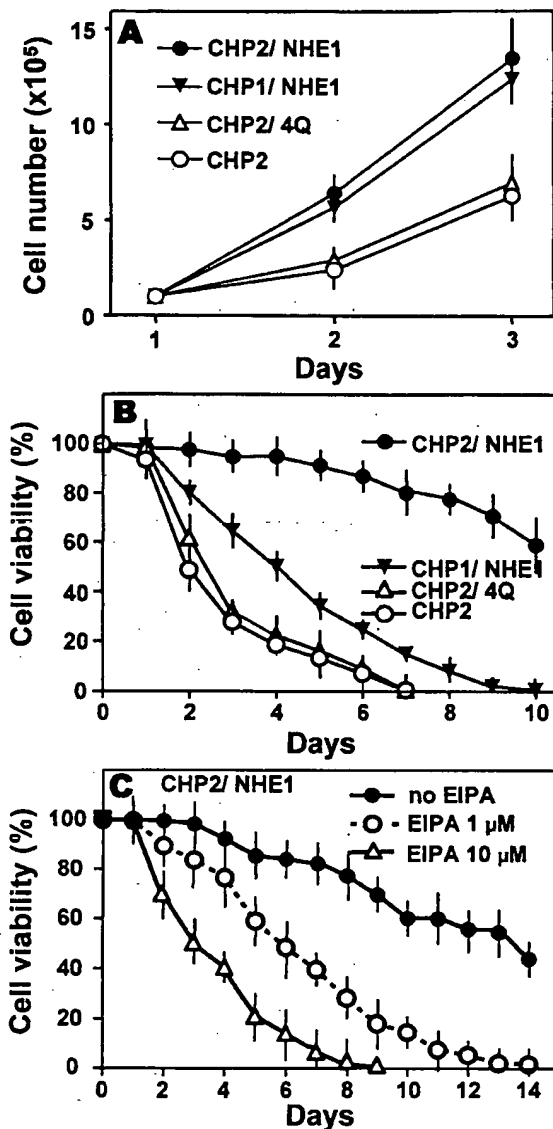 A
Cell number (x10⁵)
15
10
5
0
CHP2/ NHE1
CHP1/ NHE1
CHP2/ 4Q
CHP2
1 2 3
Days
B
Cell viability (%)
100
80
60
40
20
0
CHP2/ NHE1
CHP1/ NHE1
CHP2/ 4Q
CHP2
0 2 4 6 8 10
Days
C CHP2/ NHE1
Cell viability (%)
100
80
60
40
20
0
no EIPA
EIPA 1 µM
EIPA 10 µM
0 2 4 6 8 10 12 14
Days